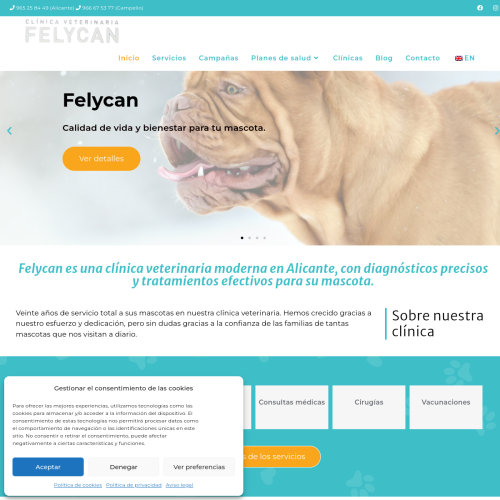 965 25 84 49 (Alicante) 966 67 53 77 (Campello)
CLÍNICA VETERINARIA
FELYCAN
Inicio Servicios Campañas Planes de salud Clínicas Blog Contacto EN
Felycan
Calidad de vida y bienestar para tu mascota.
Ver detalles
Felycan es una clínica veterinaria moderna en Alicante, con diagnósticos precisos
y tratamientos efectivos para su mascota.
Veinte años de servicio total a sus mascotas en nuestra clínica veterinaria. Hemos crecido gracias a
nuestro esfuerzo y dedicación, pero sin dudas gracias a la confianza de las familias de tantas
mascotas que nos visitan a diario.
Sobre nuestra
clínica
Consultas médicas Cirugías Vacunaciones
s de los servicios
Gestionar el consentimiento de las cookies
Para ofrecer las mejores experiencias, utilizamos tecnologías como las
cookies para almacenar y/o acceder a la información del dispositivo. El
consentimiento de estas tecnologías nos permitirá procesar datos como
el comportamiento de navegación o las identificaciones únicas en este
sitio. No consentir o retirar el consentimiento, puede afectar
negativamente a ciertas características y funciones.
Aceptar Denegar Ver preferencias
Política de cookies Política de privacidad Aviso legal